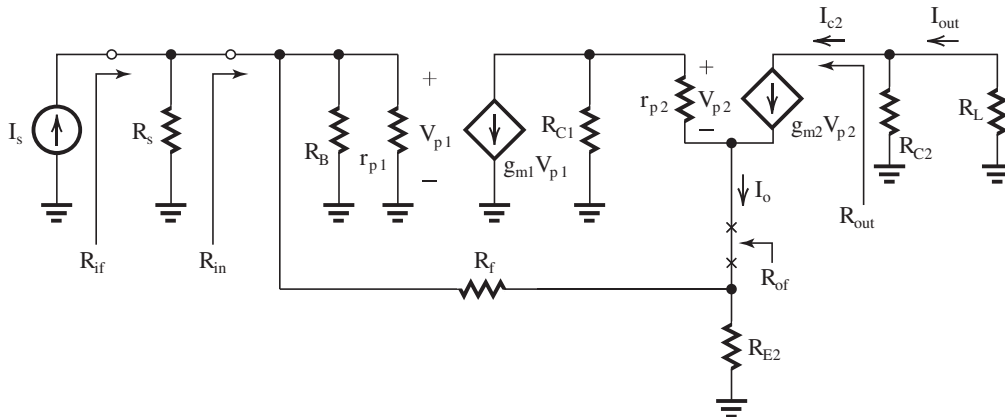 I_c2
I_out
+
+
I_s
R_s
R_B
r_p1
V_p1
–
g_m1V_p1
R_C1
r_p2
V_p2
–
g_m2V_p2
R_C2
R_L
I_o
R_out
R_if
R_in
R_f
R_of
R_E2